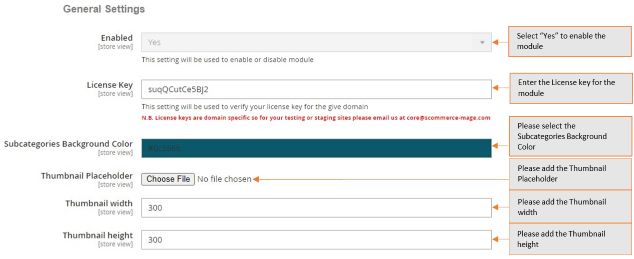 General Settings
Enabled
[store view]
Yes
Select “Yes” to enable the
module
This setting will be used to enable or disable module
License Key
[store view]
suqQCutCe5BJ2
Enter the License key for the
module
This setting will be used to verify your license key for the give domain
N.B. License keys are domain specific so for your testing or staging sites please email us at core@scommerce-mage.com
Subcategories Background Color
[store view]
Please select the
Subcategories Background
Color
Thumbnail Placeholder
[store view]
Choose File No file chosen
Please add the Thumbnail
Placeholder
Thumbnail width
[store view]
300
Please add the Thumbnail
width
Thumbnail height
[store view]
300
Please add the Thumbnail
height